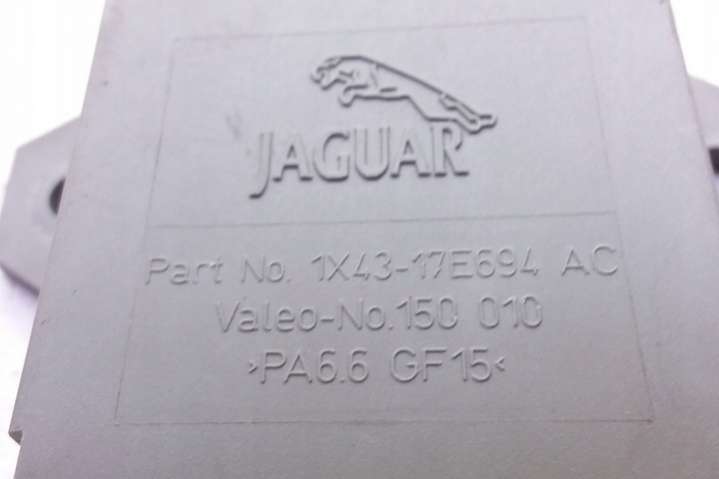 JAGUAR
Part No. 1X43-17E694 AC
Valeo-No.150 010
>PA6.6 GF15<